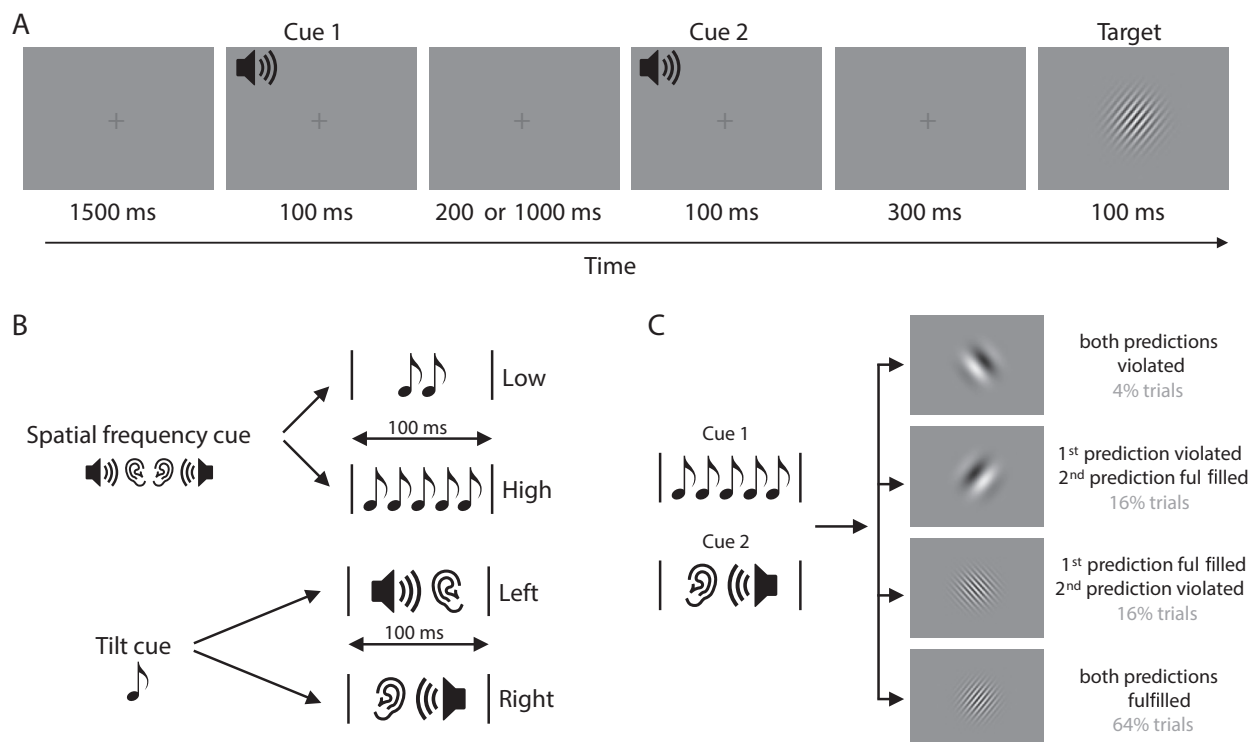 A
Cue 1
Cue 2
Target
1500 ms
100 ms
200 or 1000 ms
100 ms
300 ms
100 ms
Time
B
Spatial frequency cue
Low
100 ms
High
Tilt cue
Left
100 ms
Right
C
Cue 1
Cue 2
both predictions
violated
4% trials
1st prediction violated
2nd prediction ful filled
16% trials
1st prediction ful filled
2nd prediction violated
16% trials
both predictions
fulfilled
64% trials